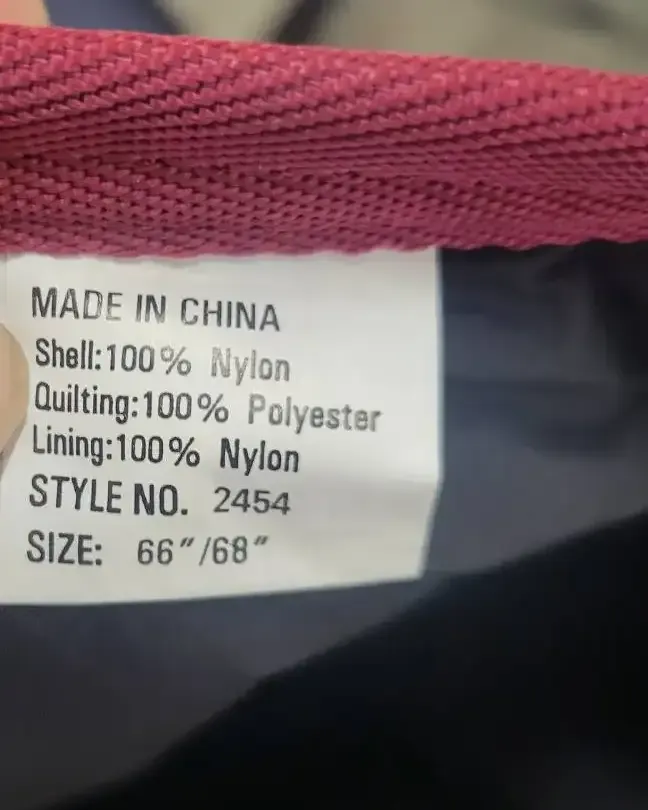 MADE IN CHINA
Shell:100% Nylon
Quilting:100% Polyester
Lining:100% Nylon
STYLE NO. 2454
SIZE: 66"/68"